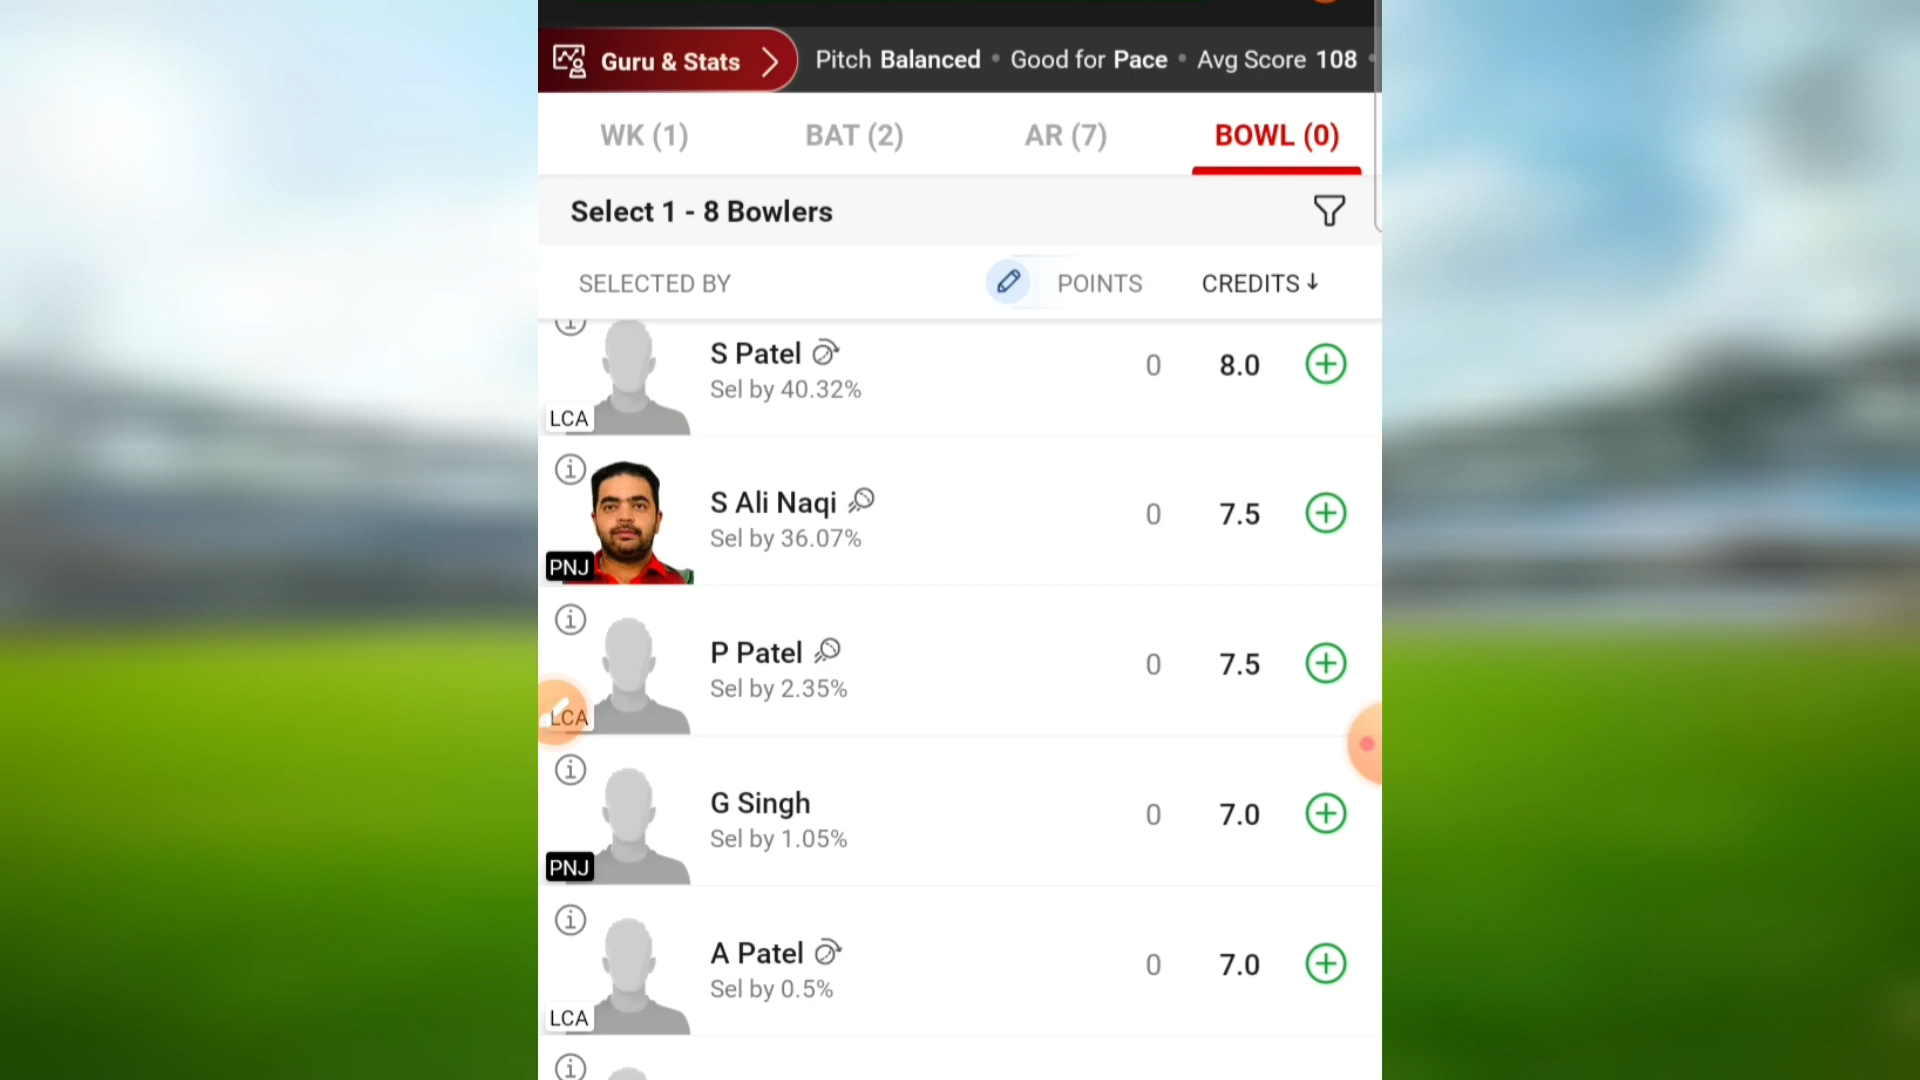 Guru & Stats
Pitch Balanced • Good for Pace • Avg Score 108
WK (1) BAT (2) AR (7) BOWL (0)
Select 1 - 8 Bowlers
SELECTED BY POINTS CREDITS ↓
S Patel 0 8.0
Sel by 40.32%
LCA
S Ali Naqi 0 7.5
Sel by 36.07%
PNJ
P Patel 0 7.5
Sel by 2.35%
LCA
G Singh 0 7.0
Sel by 1.05%
PNJ
A Patel 0 7.0
Sel by 0.5%
LCA